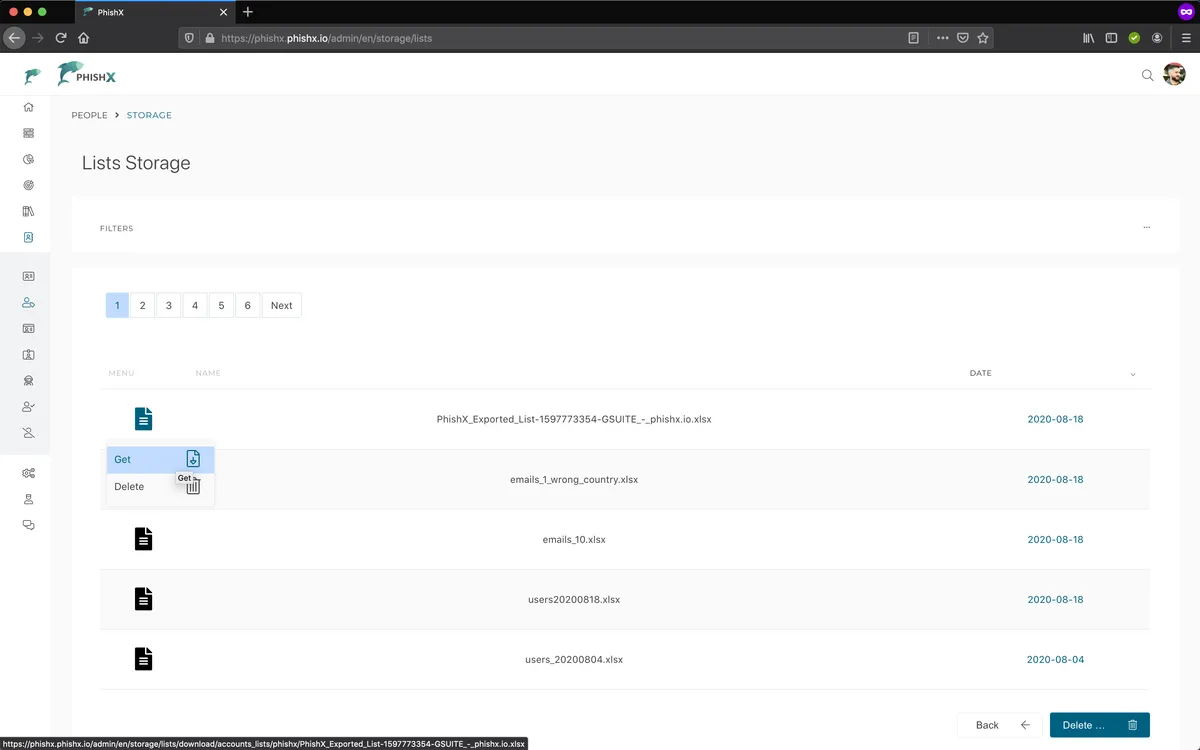 PhishX
https://phishx.phishx.io/admin/en/storage/lists
PHISHX
PEOPLE > STORAGE
Lists Storage
FILTERS
1 2 3 4 5 6 Next
MENU NAME DATE
PhishX_Exported_List-1597773354-GSUITE_-_phishx.io.xlsx 2020-08-18
Get
Get >
Delete
emails_1_wrong_country.xlsx 2020-08-18
emails_10.xlsx 2020-08-18
users20200818.xlsx 2020-08-18
users_20200804.xlsx 2020-08-04
Back Delete ...
https://phishx.phishx.io/admin/en/storage/lists/download/accounts_lists/phishx/PhishX_Exported_List-1597773354-GSUITE_-_phishx.io.xlsx